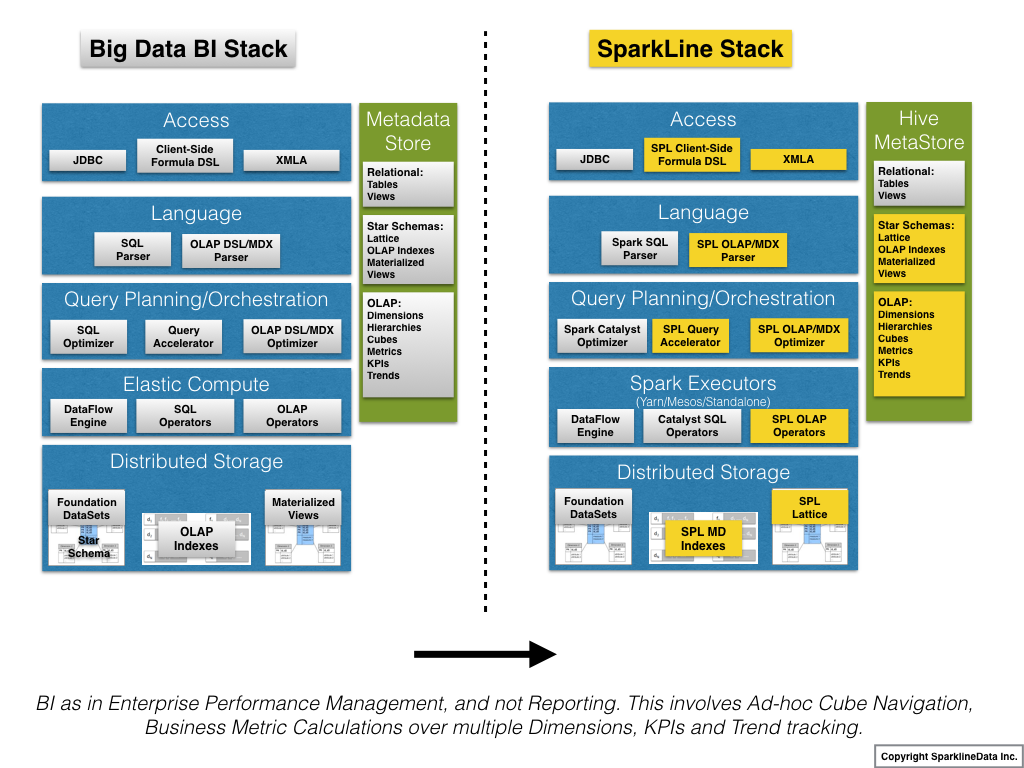 Big Data BI Stack
Access
JDBC
Client-Side
Formula DSL
XMLA
Language
SQL
Parser
OLAP DSL/MDX
Parser
Query Planning/Orchestration
SQL
Optimizer
Query
Accelerator
OLAP DSL/MDX
Optimizer
Elastic Compute
DataFlow
Engine
SQL
Operators
OLAP
Operators
Distributed Storage
Foundation
DataSets
Star
Schema
OLAP
Indexes
Materialized
Views
Metadata
Store
Relational:
Tables
Views
Star Schemas:
Lattice
OLAP Indexes
Materialized
Views
OLAP:
Dimensions
Hierarchies
Cubes
Metrics
KPIs
Trends
SparkLine Stack
Access
JDBC
SPL Client-Side
Formula DSL
XMLA
Language
Spark SQL
Parser
SPL OLAP/MDX
Parser
Query Planning/Orchestration
Spark Catalyst
Optimizer
SPL Query
Accelerator
SPL OLAP/MDX
Optimizer
Spark Executors
(Yarn/Mesos/Standalone)
DataFlow
Engine
Catalyst SQL
Operators
SPL OLAP
Operators
Distributed Storage
Foundation
DataSets
SPL MD
Indexes
SPL
Lattice
Hive
MetaStore
Relational:
Tables
Views
Star Schemas:
Lattice
OLAP Indexes
Materialized
Views
OLAP:
Dimensions
Hierarchies
Cubes
Metrics
KPIs
Trends
BI as in Enterprise Performance Management, and not Reporting. This involves Ad-hoc Cube Navigation,
Business Metric Calculations over multiple Dimensions, KPIs and Trend tracking.
Copyright SparklineData Inc.